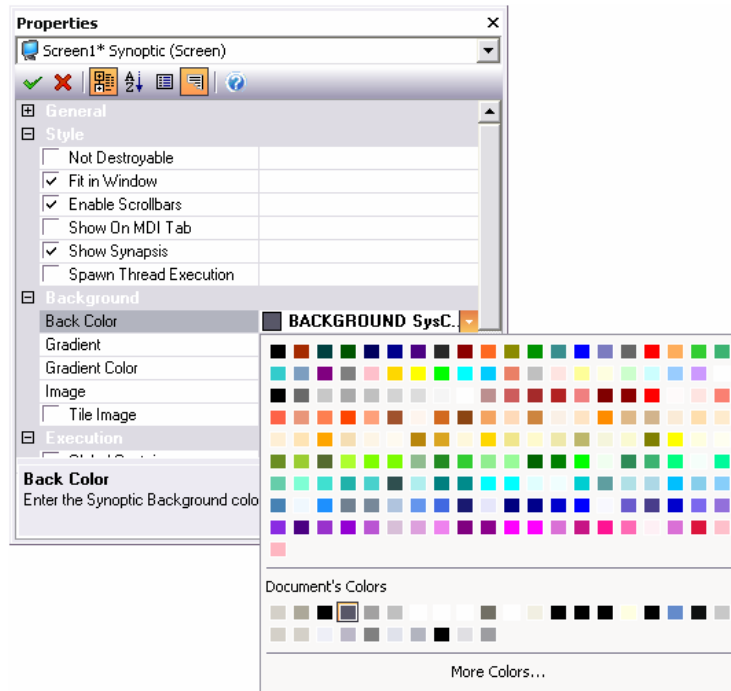 Properties
Screen1* Synoptic (Screen)
General
Style
Not Destroyable
Fit in Window
Enable Scrollbars
Show On MDI Tab
Show Synapsis
Spawn Thread Execution
Background
Back Color BACKGROUND SysC..
Gradient
Gradient Color
Image
Tile Image
Execution
Back Color
Enter the Synoptic Background colo
Document's Colors
More Colors...